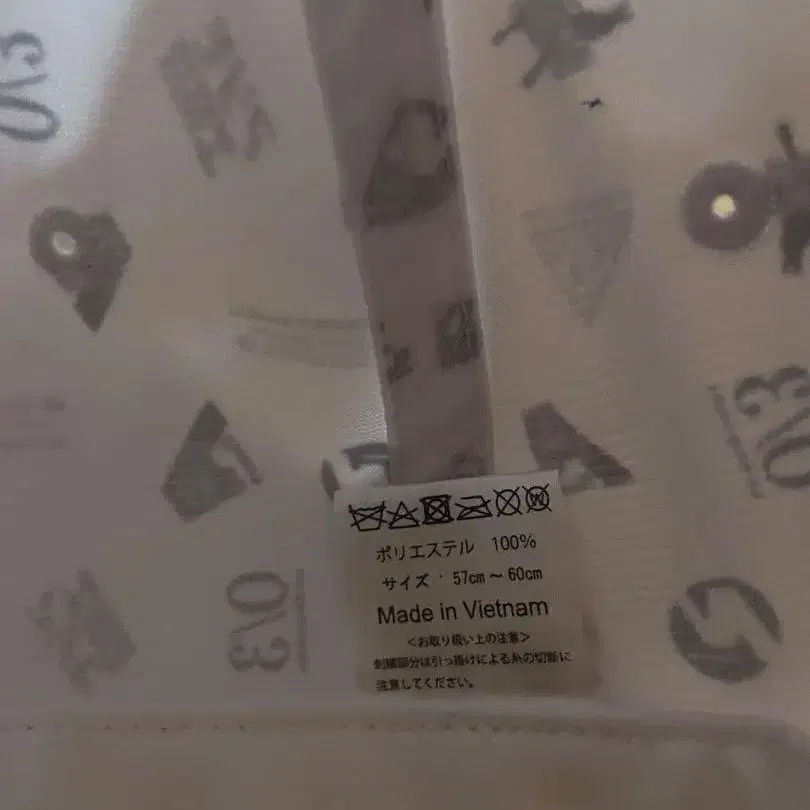 ポリエステル 100%
サイズ : 57cm～60cm
Made in Vietnam
＜お取り扱い上の注意＞
刺繍部分は引っ掛けによる糸の切断に
注意してください。